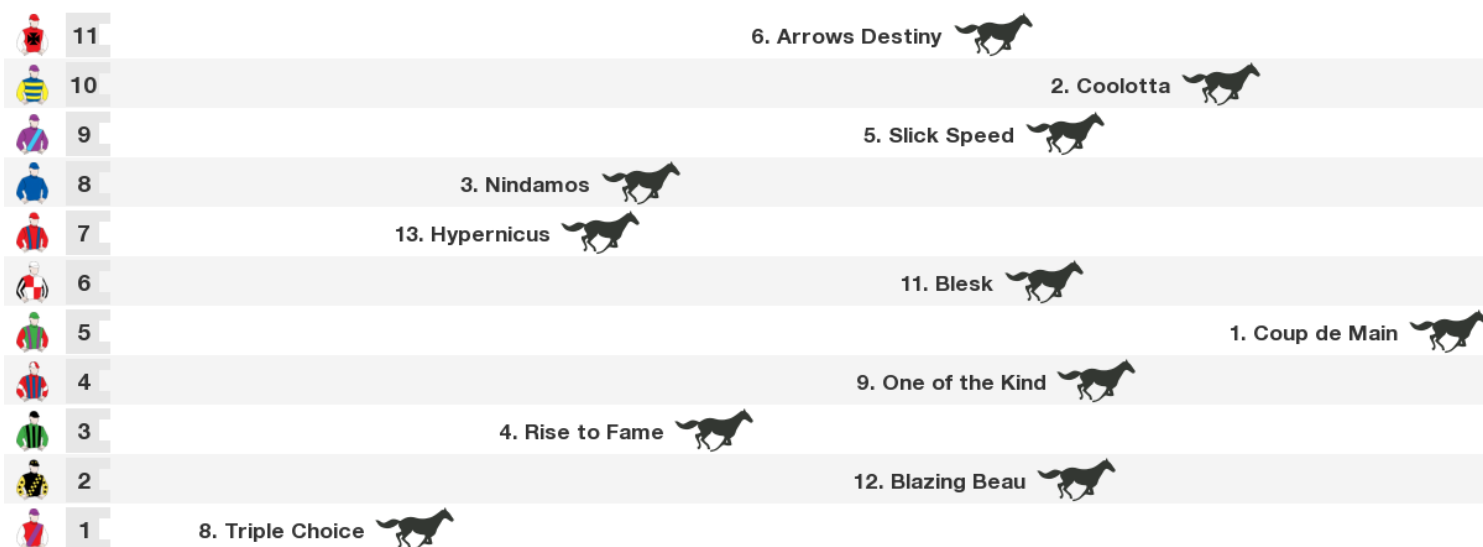 11 6. Arrows Destiny
10 2. Coolotta
9 5. Slick Speed
8 3. Nindamos
7 13. Hypernicus
6 11. Blesk
5 1. Coup de Main
4 9. One of the Kind
3 4. Rise to Fame
2 12. Blazing Beau
1 8. Triple Choice